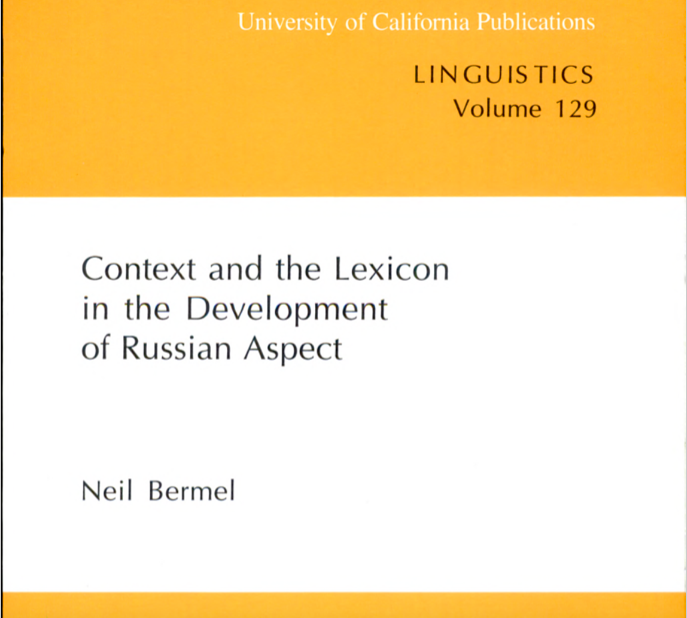 University of California Publications
LINGUISTICS
Volume 129
Context and the Lexicon
in the Development
of Russian Aspect
Neil Bermel